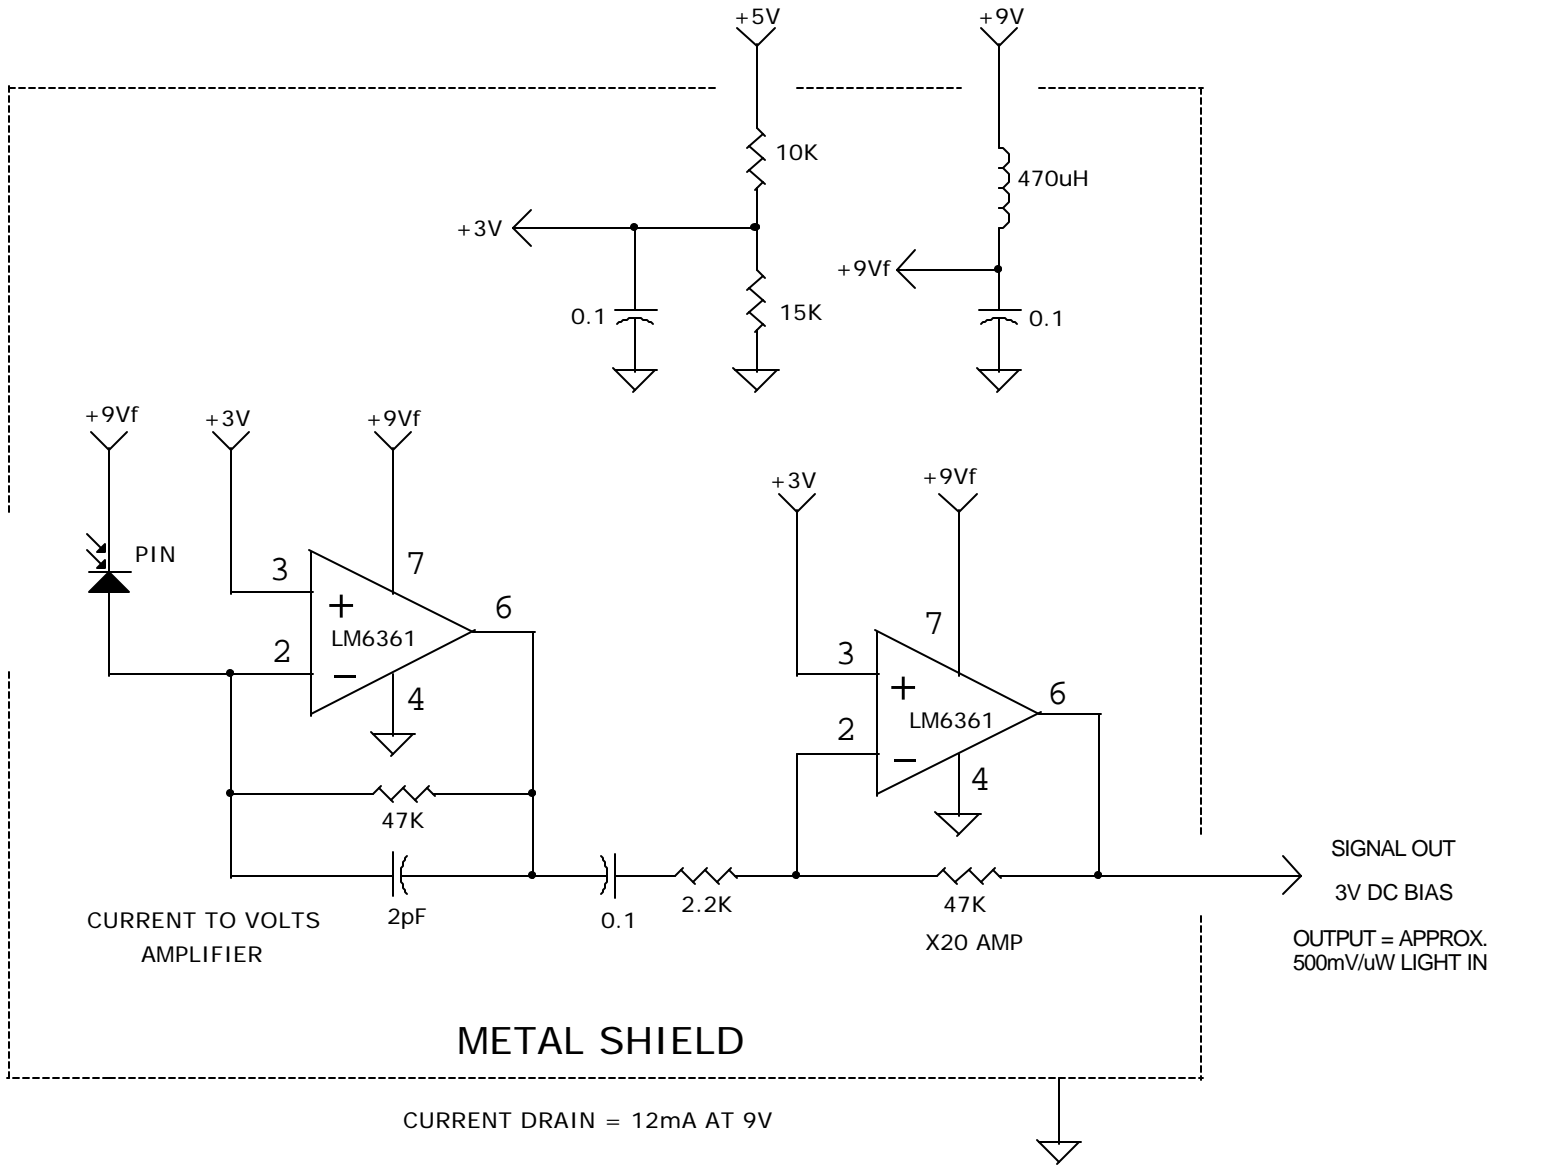 +5V
+9V
10K
470uH
+3V
+9Vf
0.1
15K
0.1
+9Vf
+3V
+9Vf
+3V
+9Vf
PIN
3
7
+
6
LM6361
2
−
4
7
3
+
6
LM6361
2
−
4
47K
2pF
0.1
2.2K
47K
X20 AMP
CURRENT TO VOLTS
AMPLIFIER
SIGNAL OUT
3V DC BIAS
OUTPUT = APPROX.
500mV/uW LIGHT IN
METAL SHIELD
CURRENT DRAIN = 12mA AT 9V